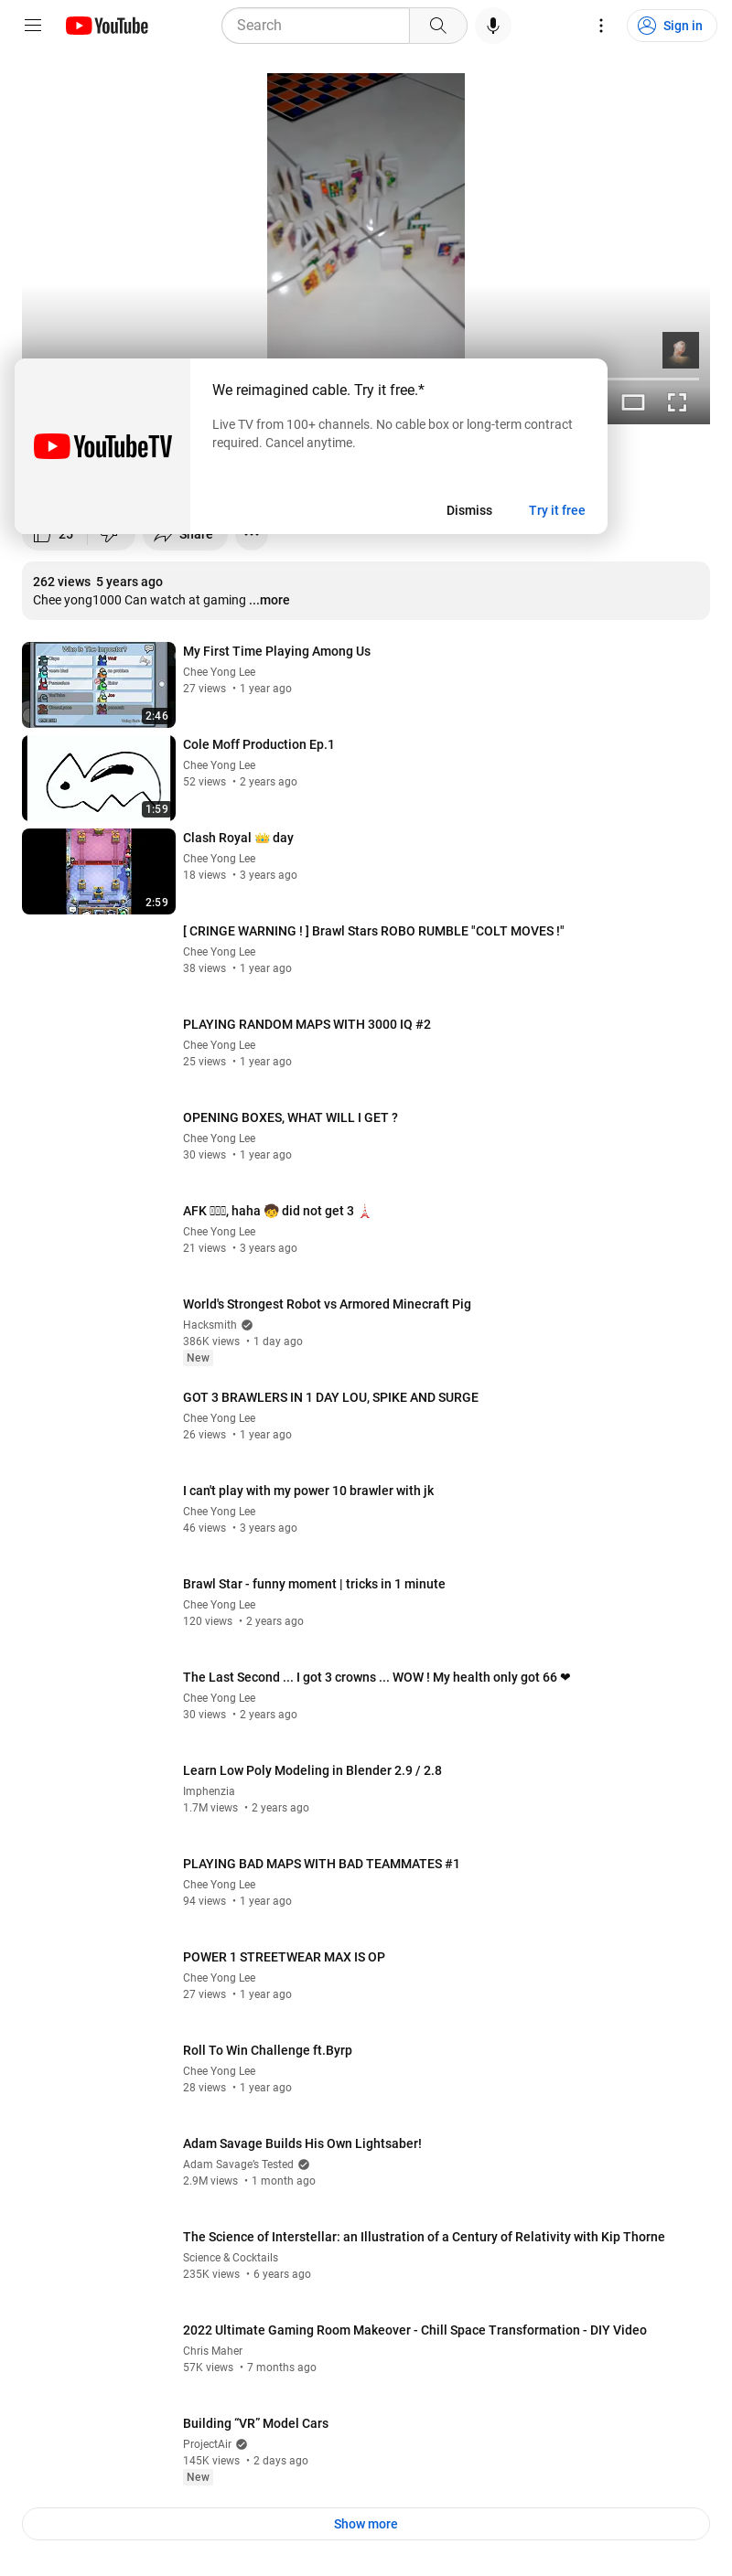 YouTube
Search
Sign in
We reimagined cable. Try it free.*
Live TV from 100+ channels. No cable box or long-term contract
required. Cancel anytime.
YouTubeTV
Dismiss
Try it free
25
Share
262 views 5 years ago
Chee yong1000 Can watch at gaming ...more
Who Is The Impostor?
2:46
My First Time Playing Among Us
Chee Yong Lee
27 views • 1 year ago
1:59
Cole Moff Production Ep.1
Chee Yong Lee
52 views • 2 years ago
2:59
Clash Royal 👑 day
Chee Yong Lee
18 views • 3 years ago
[ CRINGE WARNING ! ] Brawl Stars ROBO RUMBLE "COLT MOVES !"
Chee Yong Lee
38 views • 1 year ago
PLAYING RANDOM MAPS WITH 3000 IQ #2
Chee Yong Lee
25 views • 1 year ago
OPENING BOXES, WHAT WILL I GET ?
Chee Yong Lee
30 views • 1 year ago
AFK , haha 🧒 did not get 3 🗼
Chee Yong Lee
21 views • 3 years ago
World's Strongest Robot vs Armored Minecraft Pig
Hacksmith
386K views • 1 day ago
New
GOT 3 BRAWLERS IN 1 DAY LOU, SPIKE AND SURGE
Chee Yong Lee
26 views • 1 year ago
I can't play with my power 10 brawler with jk
Chee Yong Lee
46 views • 3 years ago
Brawl Star - funny moment | tricks in 1 minute
Chee Yong Lee
120 views • 2 years ago
The Last Second ... I got 3 crowns ... WOW ! My health only got 66 ❤
Chee Yong Lee
30 views • 2 years ago
Learn Low Poly Modeling in Blender 2.9 / 2.8
Imphenzia
1.7M views • 2 years ago
PLAYING BAD MAPS WITH BAD TEAMMATES #1
Chee Yong Lee
94 views • 1 year ago
POWER 1 STREETWEAR MAX IS OP
Chee Yong Lee
27 views • 1 year ago
Roll To Win Challenge ft.Byrp
Chee Yong Lee
28 views • 1 year ago
Adam Savage Builds His Own Lightsaber!
Adam Savage's Tested
2.9M views • 1 month ago
The Science of Interstellar: an Illustration of a Century of Relativity with Kip Thorne
Science & Cocktails
235K views • 6 years ago
2022 Ultimate Gaming Room Makeover - Chill Space Transformation - DIY Video
Chris Maher
57K views • 7 months ago
Building “VR” Model Cars
ProjectAir
145K views • 2 days ago
New
Show more